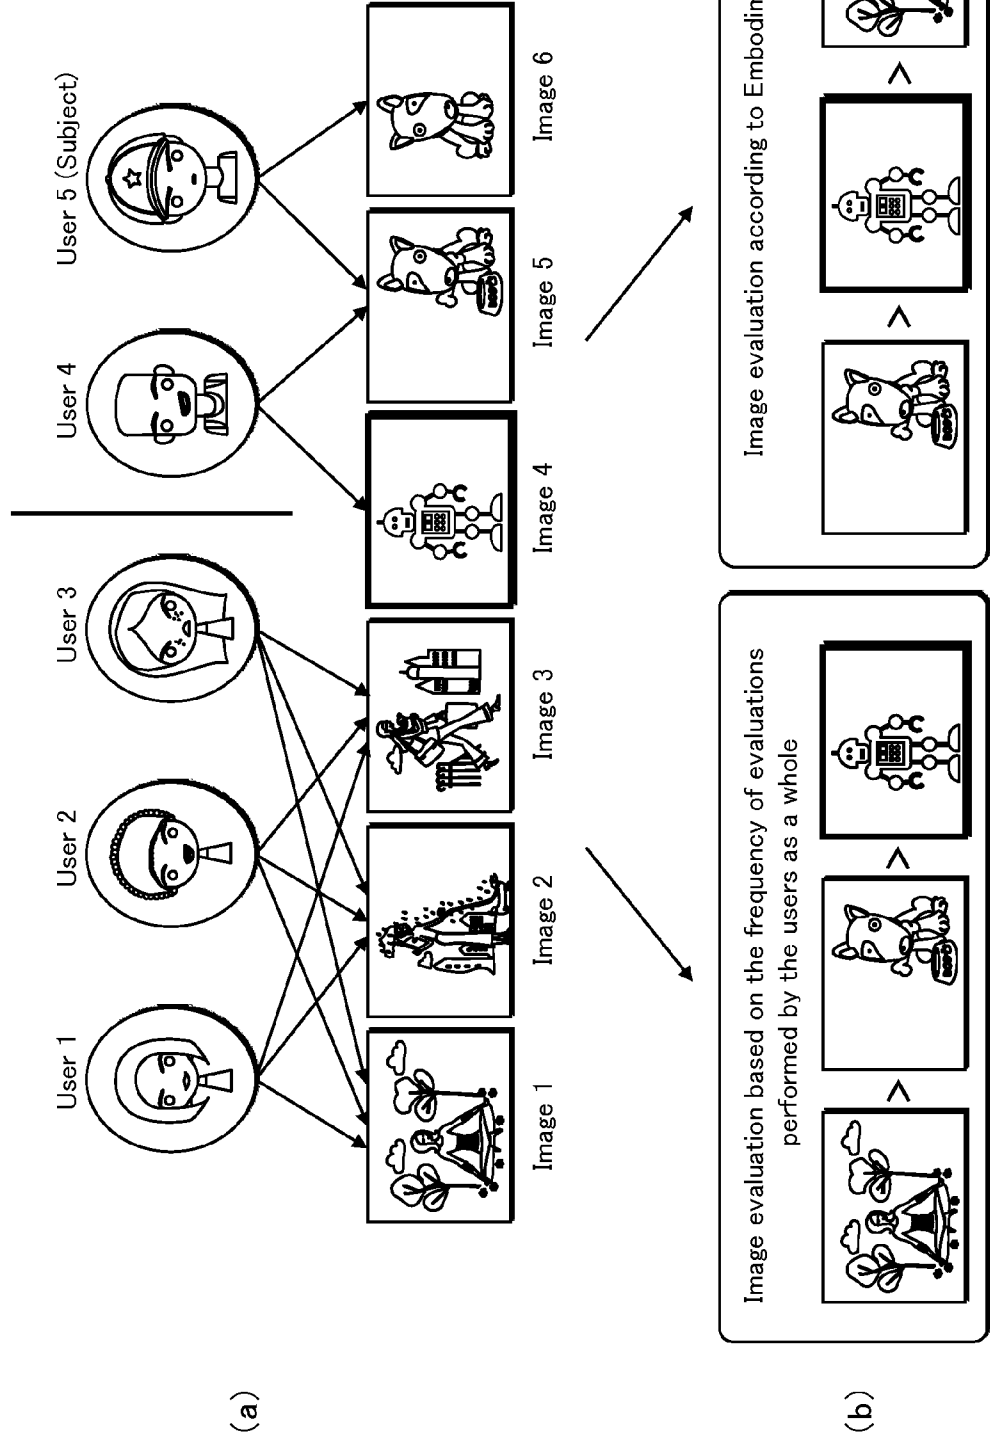 (a)
User 1
User 2
User 3
User 4
User 5 (Subject)
Image 1
Image 2
Image 3
Image 4
Image 5
Image 6
(b)
Image evaluation based on the frequency of evaluations
performed by the users as a whole
>
>
Image evaluation according to
>
>